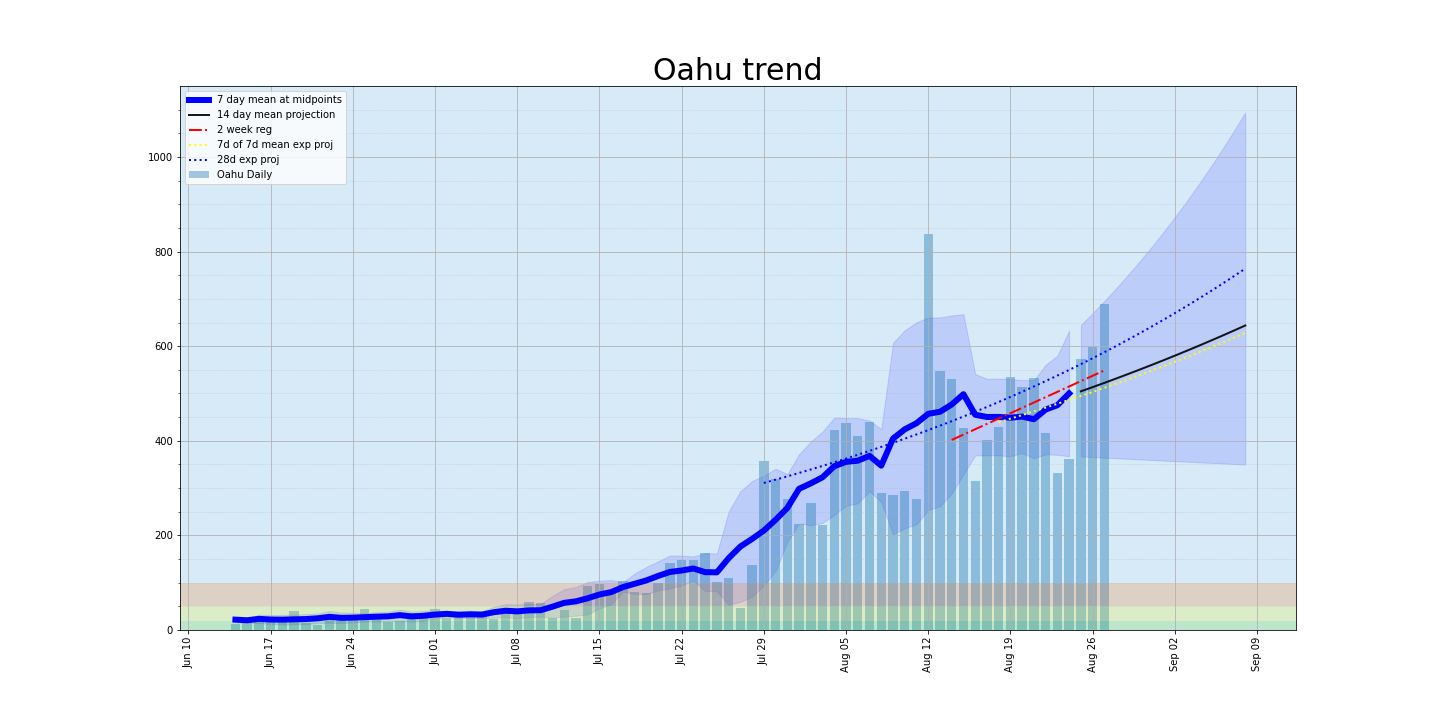 Oahu trend
7 day mean at midpoints
14 day mean projection
2 week reg
7d of 7d mean exp proj
28d exp proj
Oahu Daily
1000
800
600
400
200
0
Jun 10
Jun 17
Jun 24
Jul 01
Jul 08
Jul 15
Jul 22
Jul 29
Aug 05
Aug 12
Aug 19
Aug 26
Sep 02
Sep 09